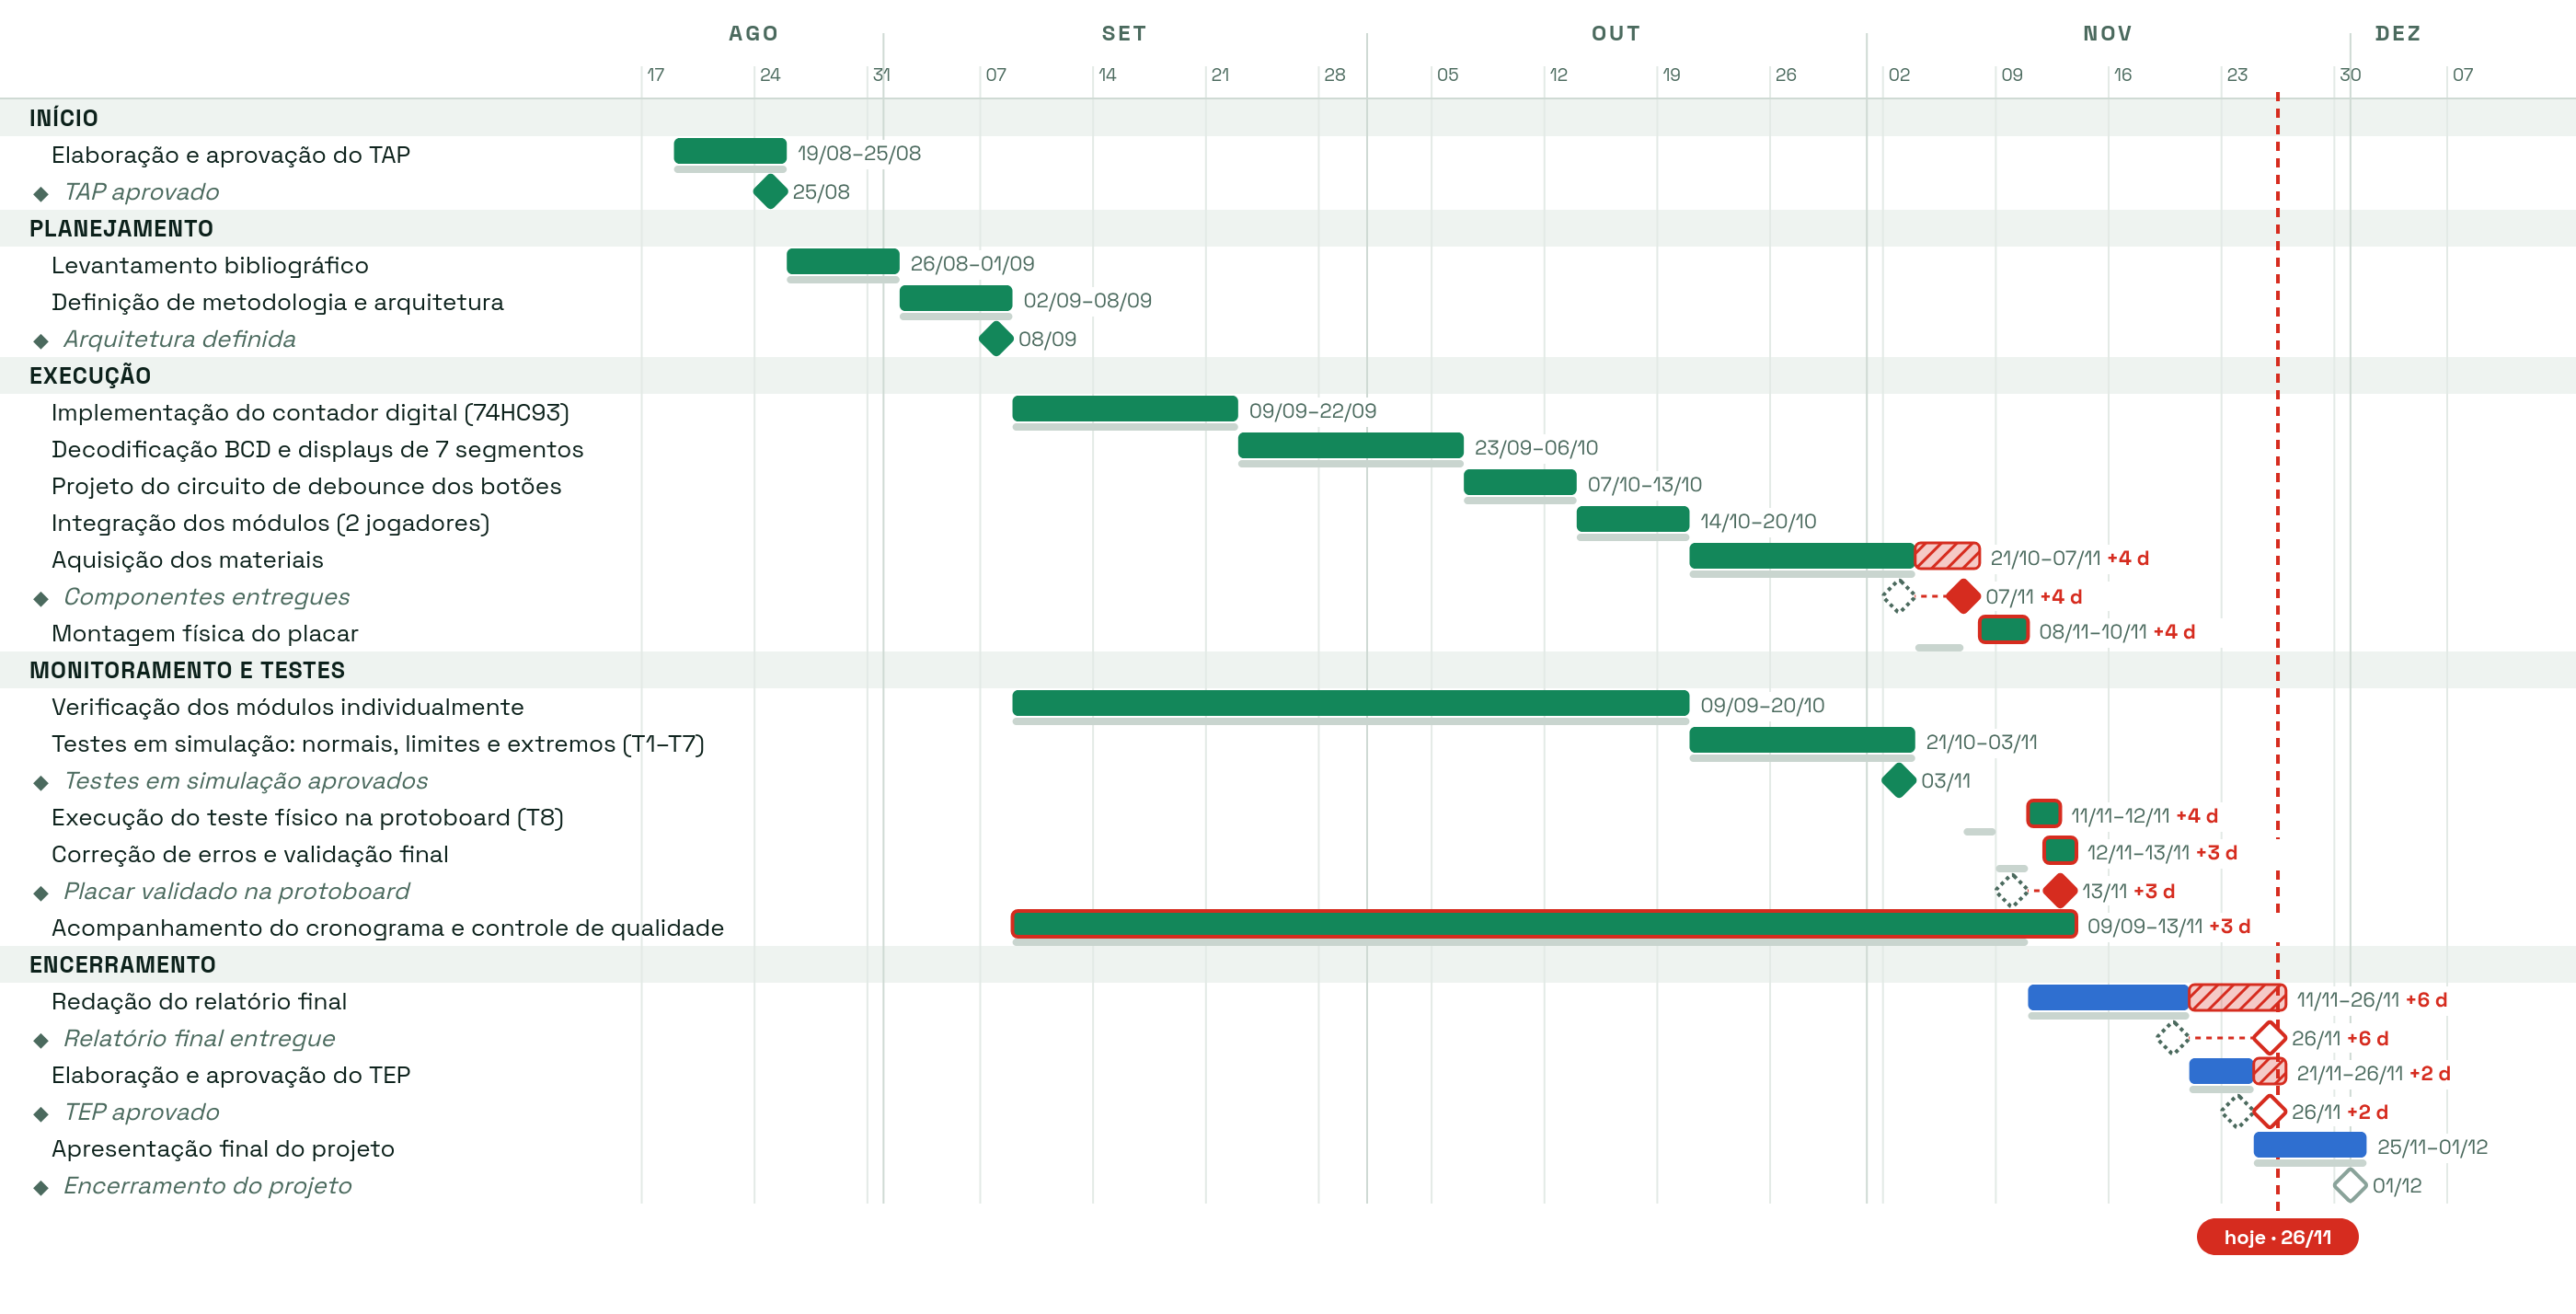 AGO SET OUT NOV DEZ
17 24 31 07 14 21 28 05 12 19 26 02 09 16 23 30 07
INÍCIO
Elaboração e aprovação do TAP 19/08–25/08
◆ TAP aprovado 25/08
PLANEJAMENTO
Levantamento bibliográfico 26/08–01/09
Definição de metodologia e arquitetura 02/09–08/09
◆ Arquitetura definida 08/09
EXECUÇÃO
Implementação do contador digital (74HC93) 09/09–22/09
Decodificação BCD e displays de 7 segmentos 23/09–06/10
Projeto do circuito de debounce dos botões 07/10–13/10
Integração dos módulos (2 jogadores) 14/10–20/10
Aquisição dos materiais 21/10–07/11 +4 d
◆ Componentes entregues 07/11 +4 d
Montagem física do placar 08/11–10/11 +4 d
MONITORAMENTO E TESTES
Verificação dos módulos individualmente 09/09–20/10
Testes em simulação: normais, limites e extremos (T1–T7) 21/10–03/11
◆ Testes em simulação aprovados 03/11
Execução do teste físico na protoboard (T8) 11/11–12/11 +4 d
Correção de erros e validação final 12/11–13/11 +3 d
◆ Placar validado na protoboard 13/11 +3 d
Acompanhamento do cronograma e controle de qualidade 09/09–13/11 +3 d
ENCERRAMENTO
Redação do relatório final 11/11–26/11 +6 d
◆ Relatório final entregue 26/11 +6 d
Elaboração e aprovação do TEP 21/11–26/11 +2 d
◆ TEP aprovado 26/11 +2 d
Apresentação final do projeto 25/11–01/12
◆ Encerramento do projeto 01/12
hoje · 26/11